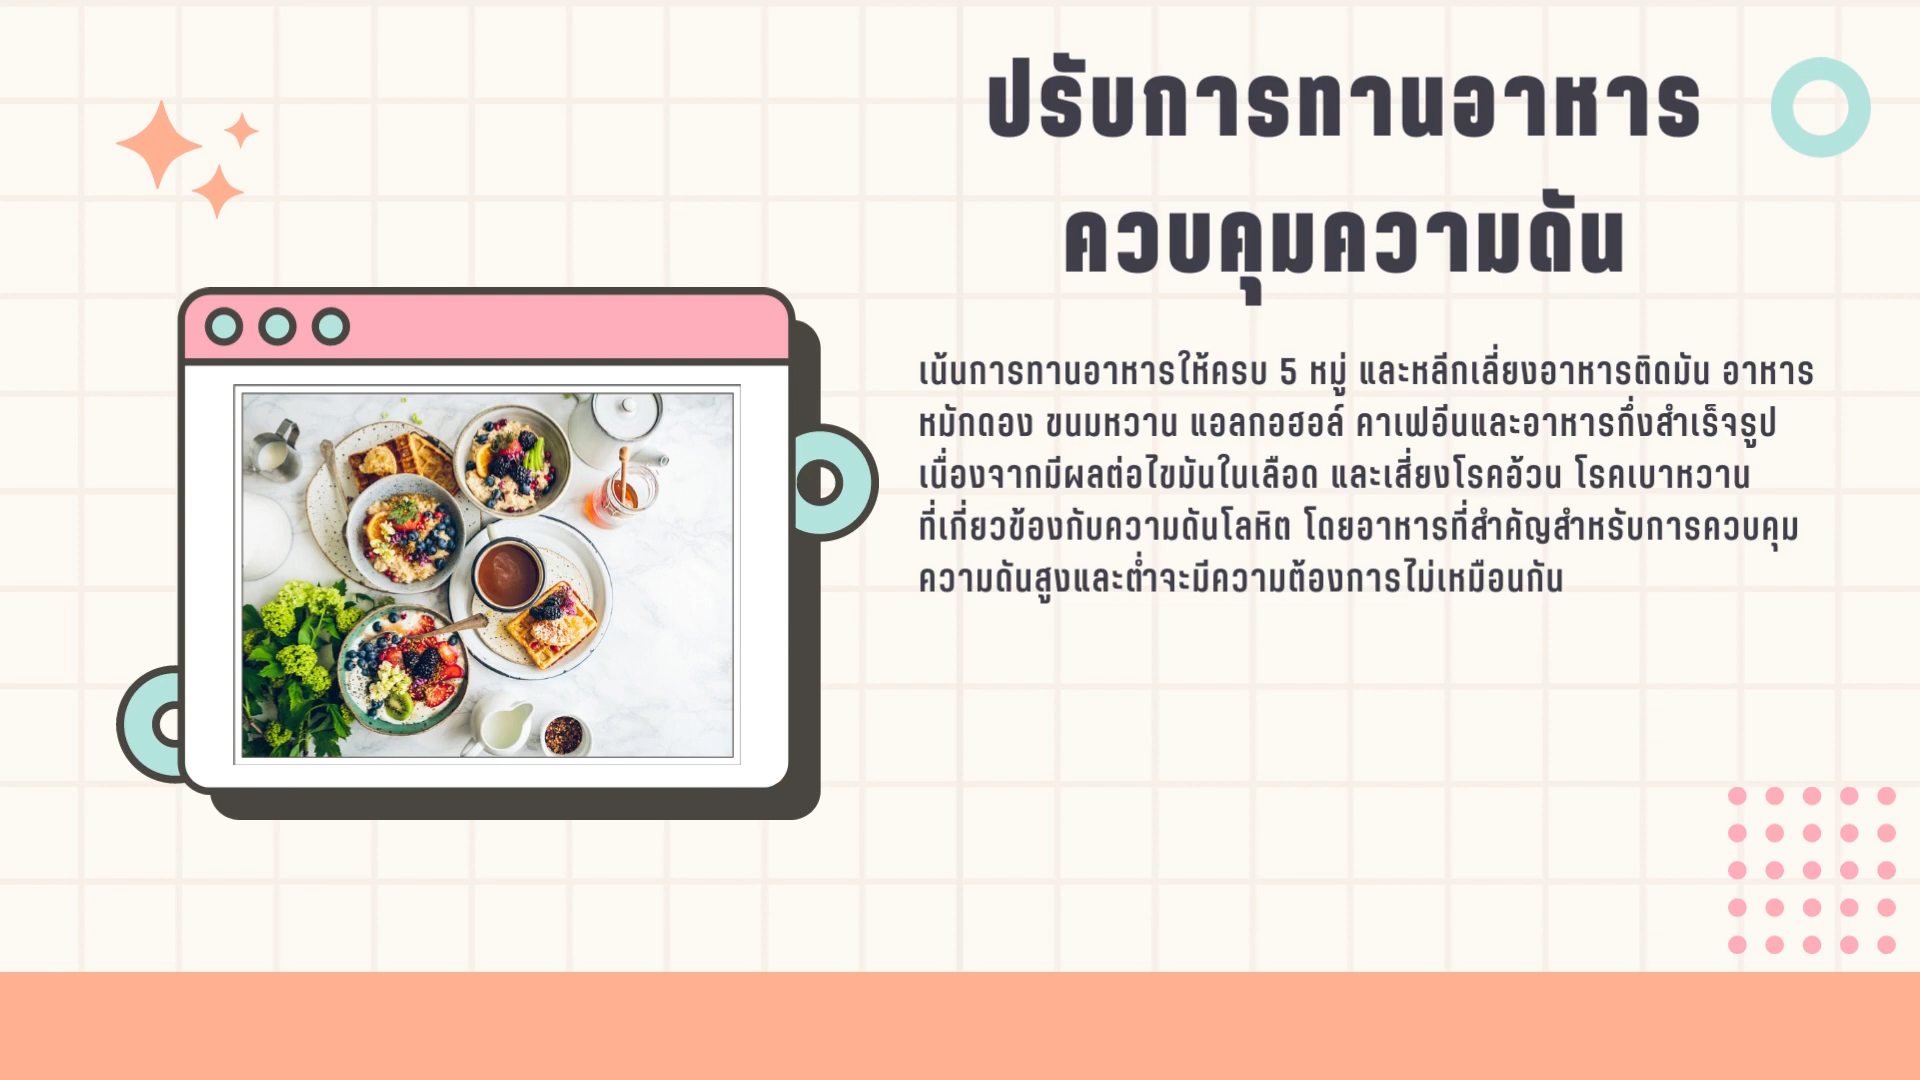 ปรับการทานอาหาร
ควบคุมความดัน
เน้นการทานอาหารให้ครบ 5 หมู่ และหลีกเลี่ยงอาหารติดมัน อาหาร
หมักดอง ขนมหวาน แอลกอฮอล์ คาเฟอีนและอาหารกึ่งสำเร็จรูป
เนื่องจากมีผลต่อไขมันในเลือด และเสี่ยงโรคอ้วน โรคเบาหวาน
ที่เกี่ยวข้องกับความดันโลหิต โดยอาหารที่สำคัญสำหรับการควบคุม
ความดันสูงและต่ำจะมีความต้องการไม่เหมือนกัน